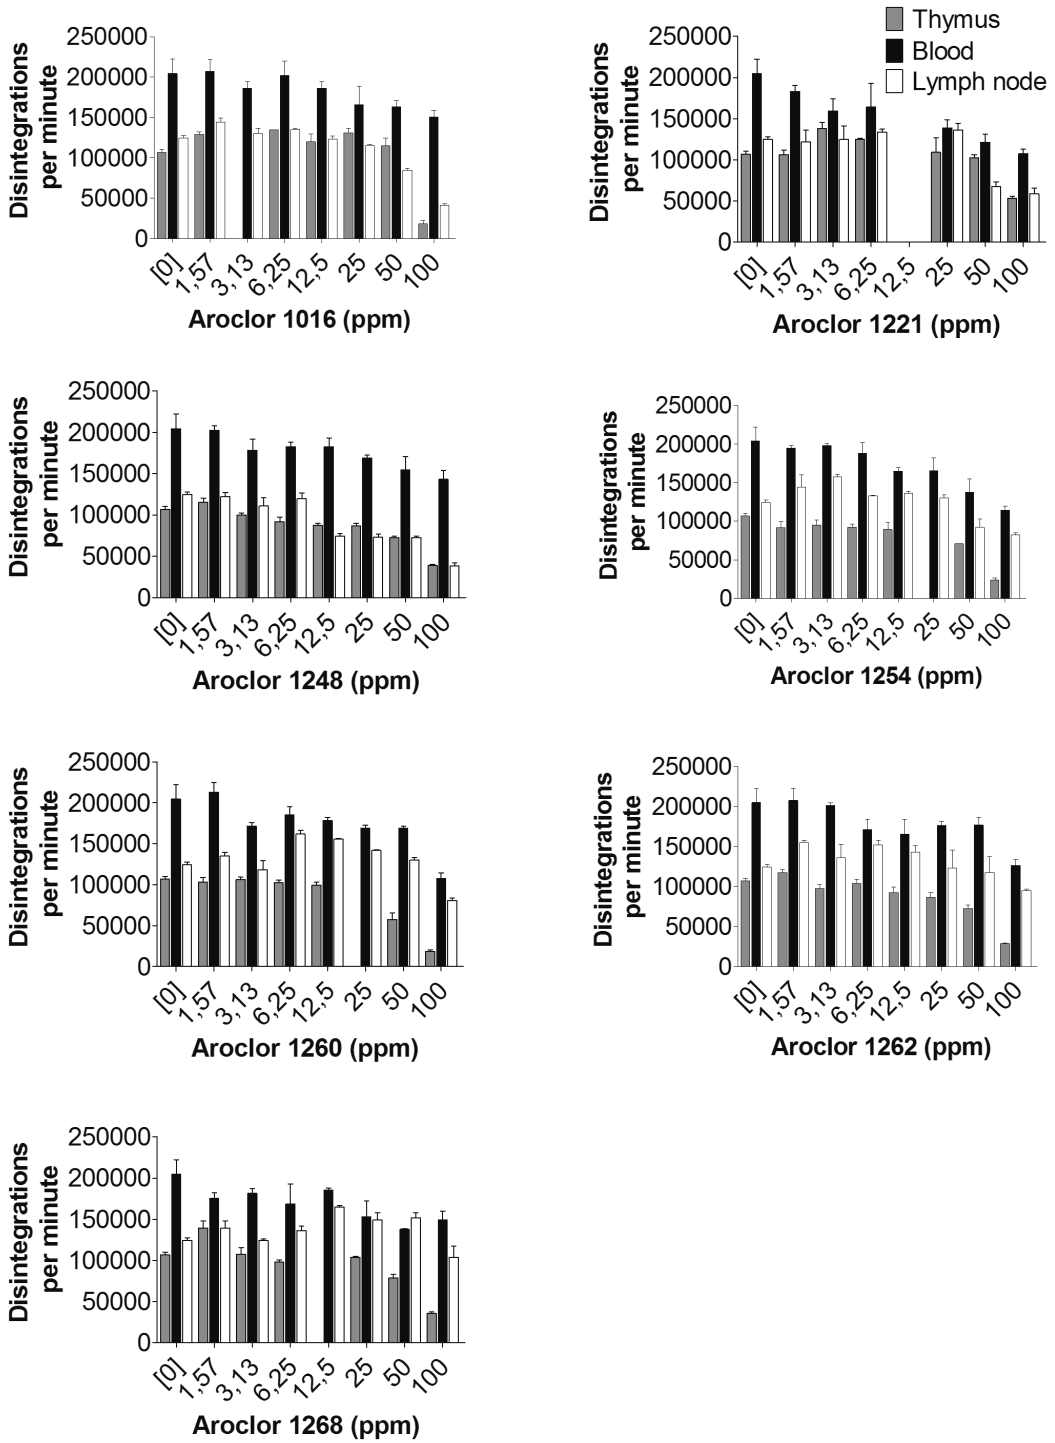 Thymus
Blood
Lymph node
Disintegrations
per minute
250000
200000
150000
100000
50000
0
[0] 1,57 3,13 6,25 12,5 25 50 100
Aroclor 1016 (ppm)
Disintegrations
per minute
250000
200000
150000
100000
50000
0
[0] 1,57 3,13 6,25 12,5 25 50 100
Aroclor 1221 (ppm)
Disintegrations
per minute
250000
200000
150000
100000
50000
0
[0] 1,57 3,13 6,25 12,5 25 50 100
Aroclor 1248 (ppm)
Disintegrations
per minute
250000
200000
150000
100000
50000
0
[0] 1,57 3,13 6,25 12,5 25 50 100
Aroclor 1254 (ppm)
Disintegrations
per minute
250000
200000
150000
100000
50000
0
[0] 1,57 3,13 6,25 12,5 25 50 100
Aroclor 1260 (ppm)
Disintegrations
per minute
250000
200000
150000
100000
50000
0
[0] 1,57 3,13 6,25 12,5 25 50 100
Aroclor 1262 (ppm)
Disintegrations
per minute
250000
200000
150000
100000
50000
0
[0] 1,57 3,13 6,25 12,5 25 50 100
Aroclor 1268 (ppm)